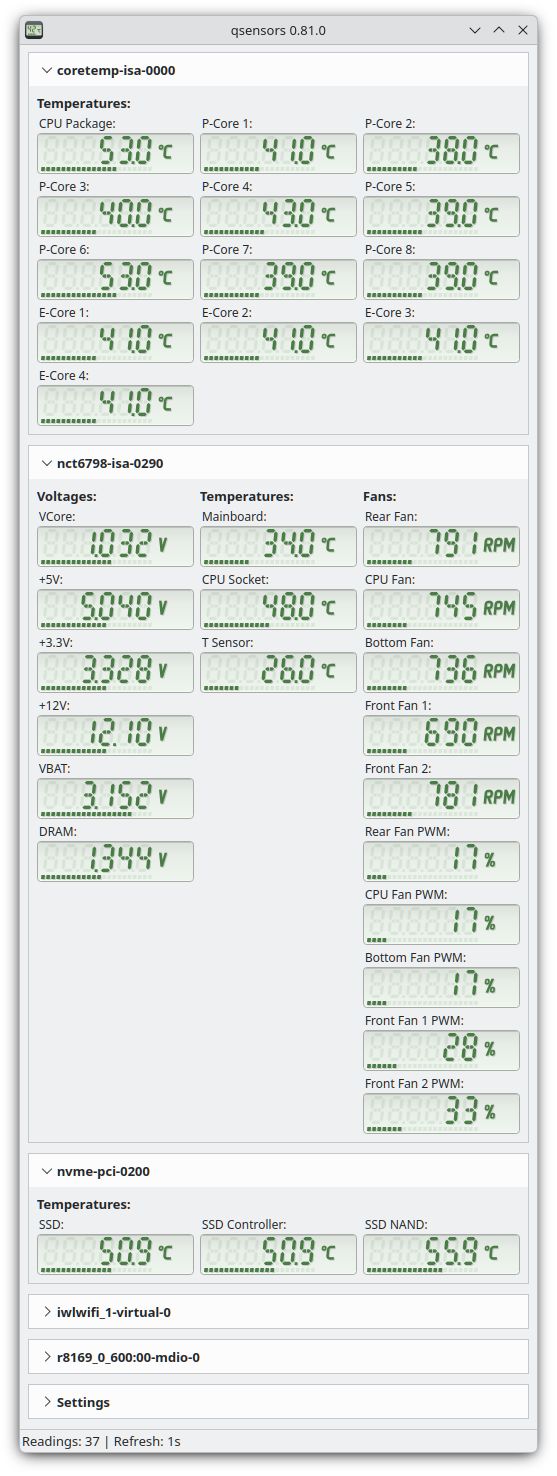 qsensors 0.81.0
coretemp-isa-0000
Temperatures:
CPU Package: P-Core 1: P-Core 2:
53.0 °C 41.0 °C 38.0 °C
P-Core 3: P-Core 4: P-Core 5:
40.0 °C 43.0 °C 39.0 °C
P-Core 6: P-Core 7: P-Core 8:
53.0 °C 39.0 °C 39.0 °C
E-Core 1: E-Core 2: E-Core 3:
41.0 °C 41.0 °C 41.0 °C
E-Core 4:
41.0 °C
nct6798-isa-0290
Voltages: Temperatures: Fans:
VCore: Mainboard: Rear Fan:
1.032 V 34.0 °C 791 RPM
+5V: CPU Socket: CPU Fan:
5.040 V 48.0 °C 745 RPM
+3.3V: T Sensor: Bottom Fan:
3.328 V 26.0 °C 736 RPM
+12V: Front Fan 1:
12.10 V 690 RPM
VBAT: Front Fan 2:
3.152 V 781 RPM
DRAM: Rear Fan PWM:
1.344 V 17 %
CPU Fan PWM:
17 %
Bottom Fan PWM:
17 %
Front Fan 1 PWM:
28 %
Front Fan 2 PWM:
33 %
nvme-pci-0200
Temperatures:
SSD: SSD Controller: SSD NAND:
50.9 °C 50.9 °C 55.9 °C
iwlwifi_1-virtual-0
r8169_0_600:00-mdio-0
Settings
Readings: 37 | Refresh: 1s